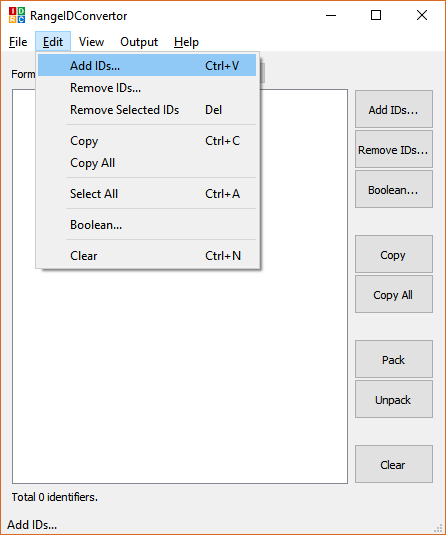 RangeIDConvertor
File Edit View Output Help
Form
Add IDs... Ctrl+V
Remove IDs...
Remove Selected IDs Del
Copy Ctrl+C
Copy All
Select All Ctrl+A
Boolean...
Clear Ctrl+N
Add IDs...
Remove IDs...
Boolean...
Copy
Copy All
Pack
Unpack
Clear
Total 0 identifiers.
Add IDs...